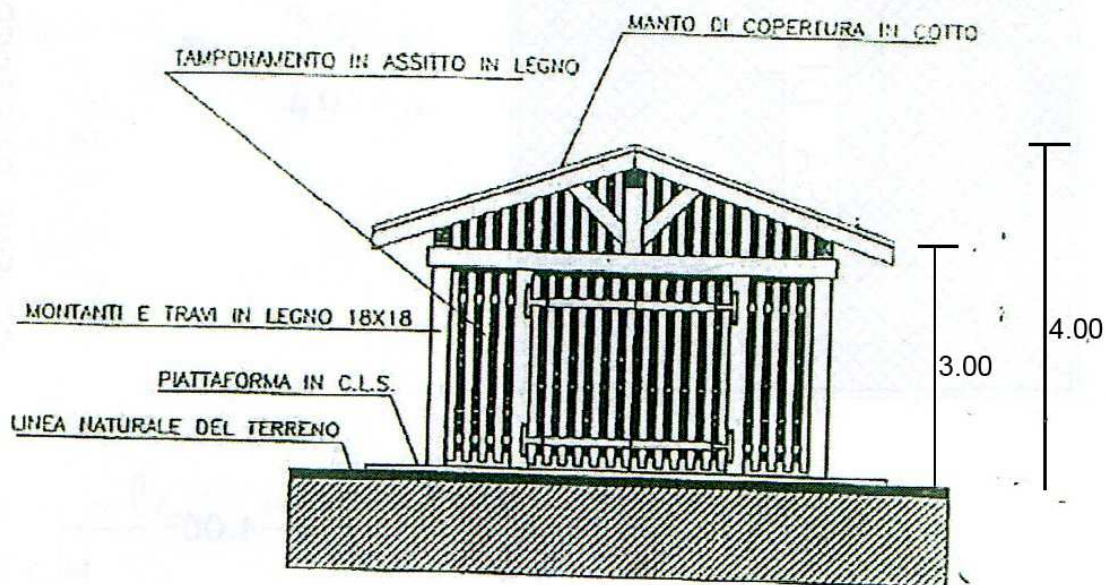 MANTO DI COPERTURA IN COTTO
TAMPONAMENTO IN ASSITTO IN LEGNO
MONTANTI E TRAVI IN LEGNO 18X18
4.00
3.00
PIATTAFORMA IN C.L.S.
LINEA NATURALE DEL TERRENO